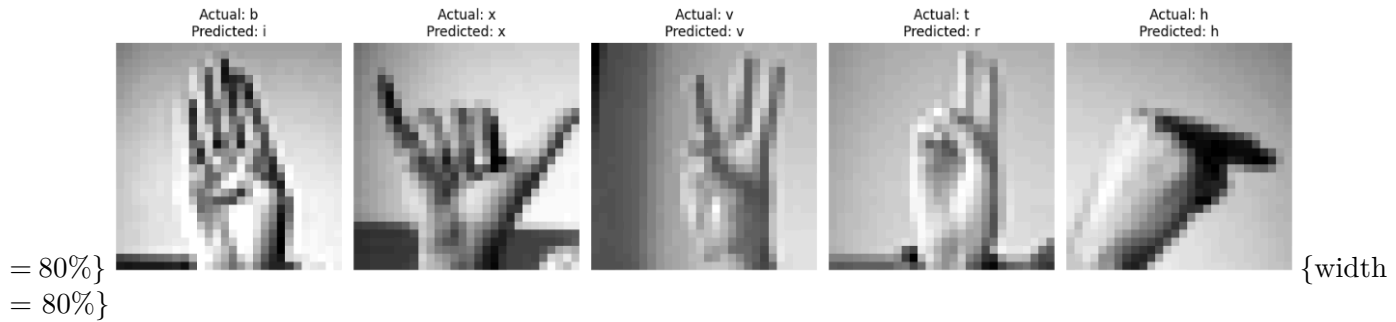 Actual: b
Predicted: i
Actual: x
Predicted: x
Actual: v
Predicted: v
Actual: t
Predicted: r
Actual: h
Predicted: h
= 80%} {width
= 80%}